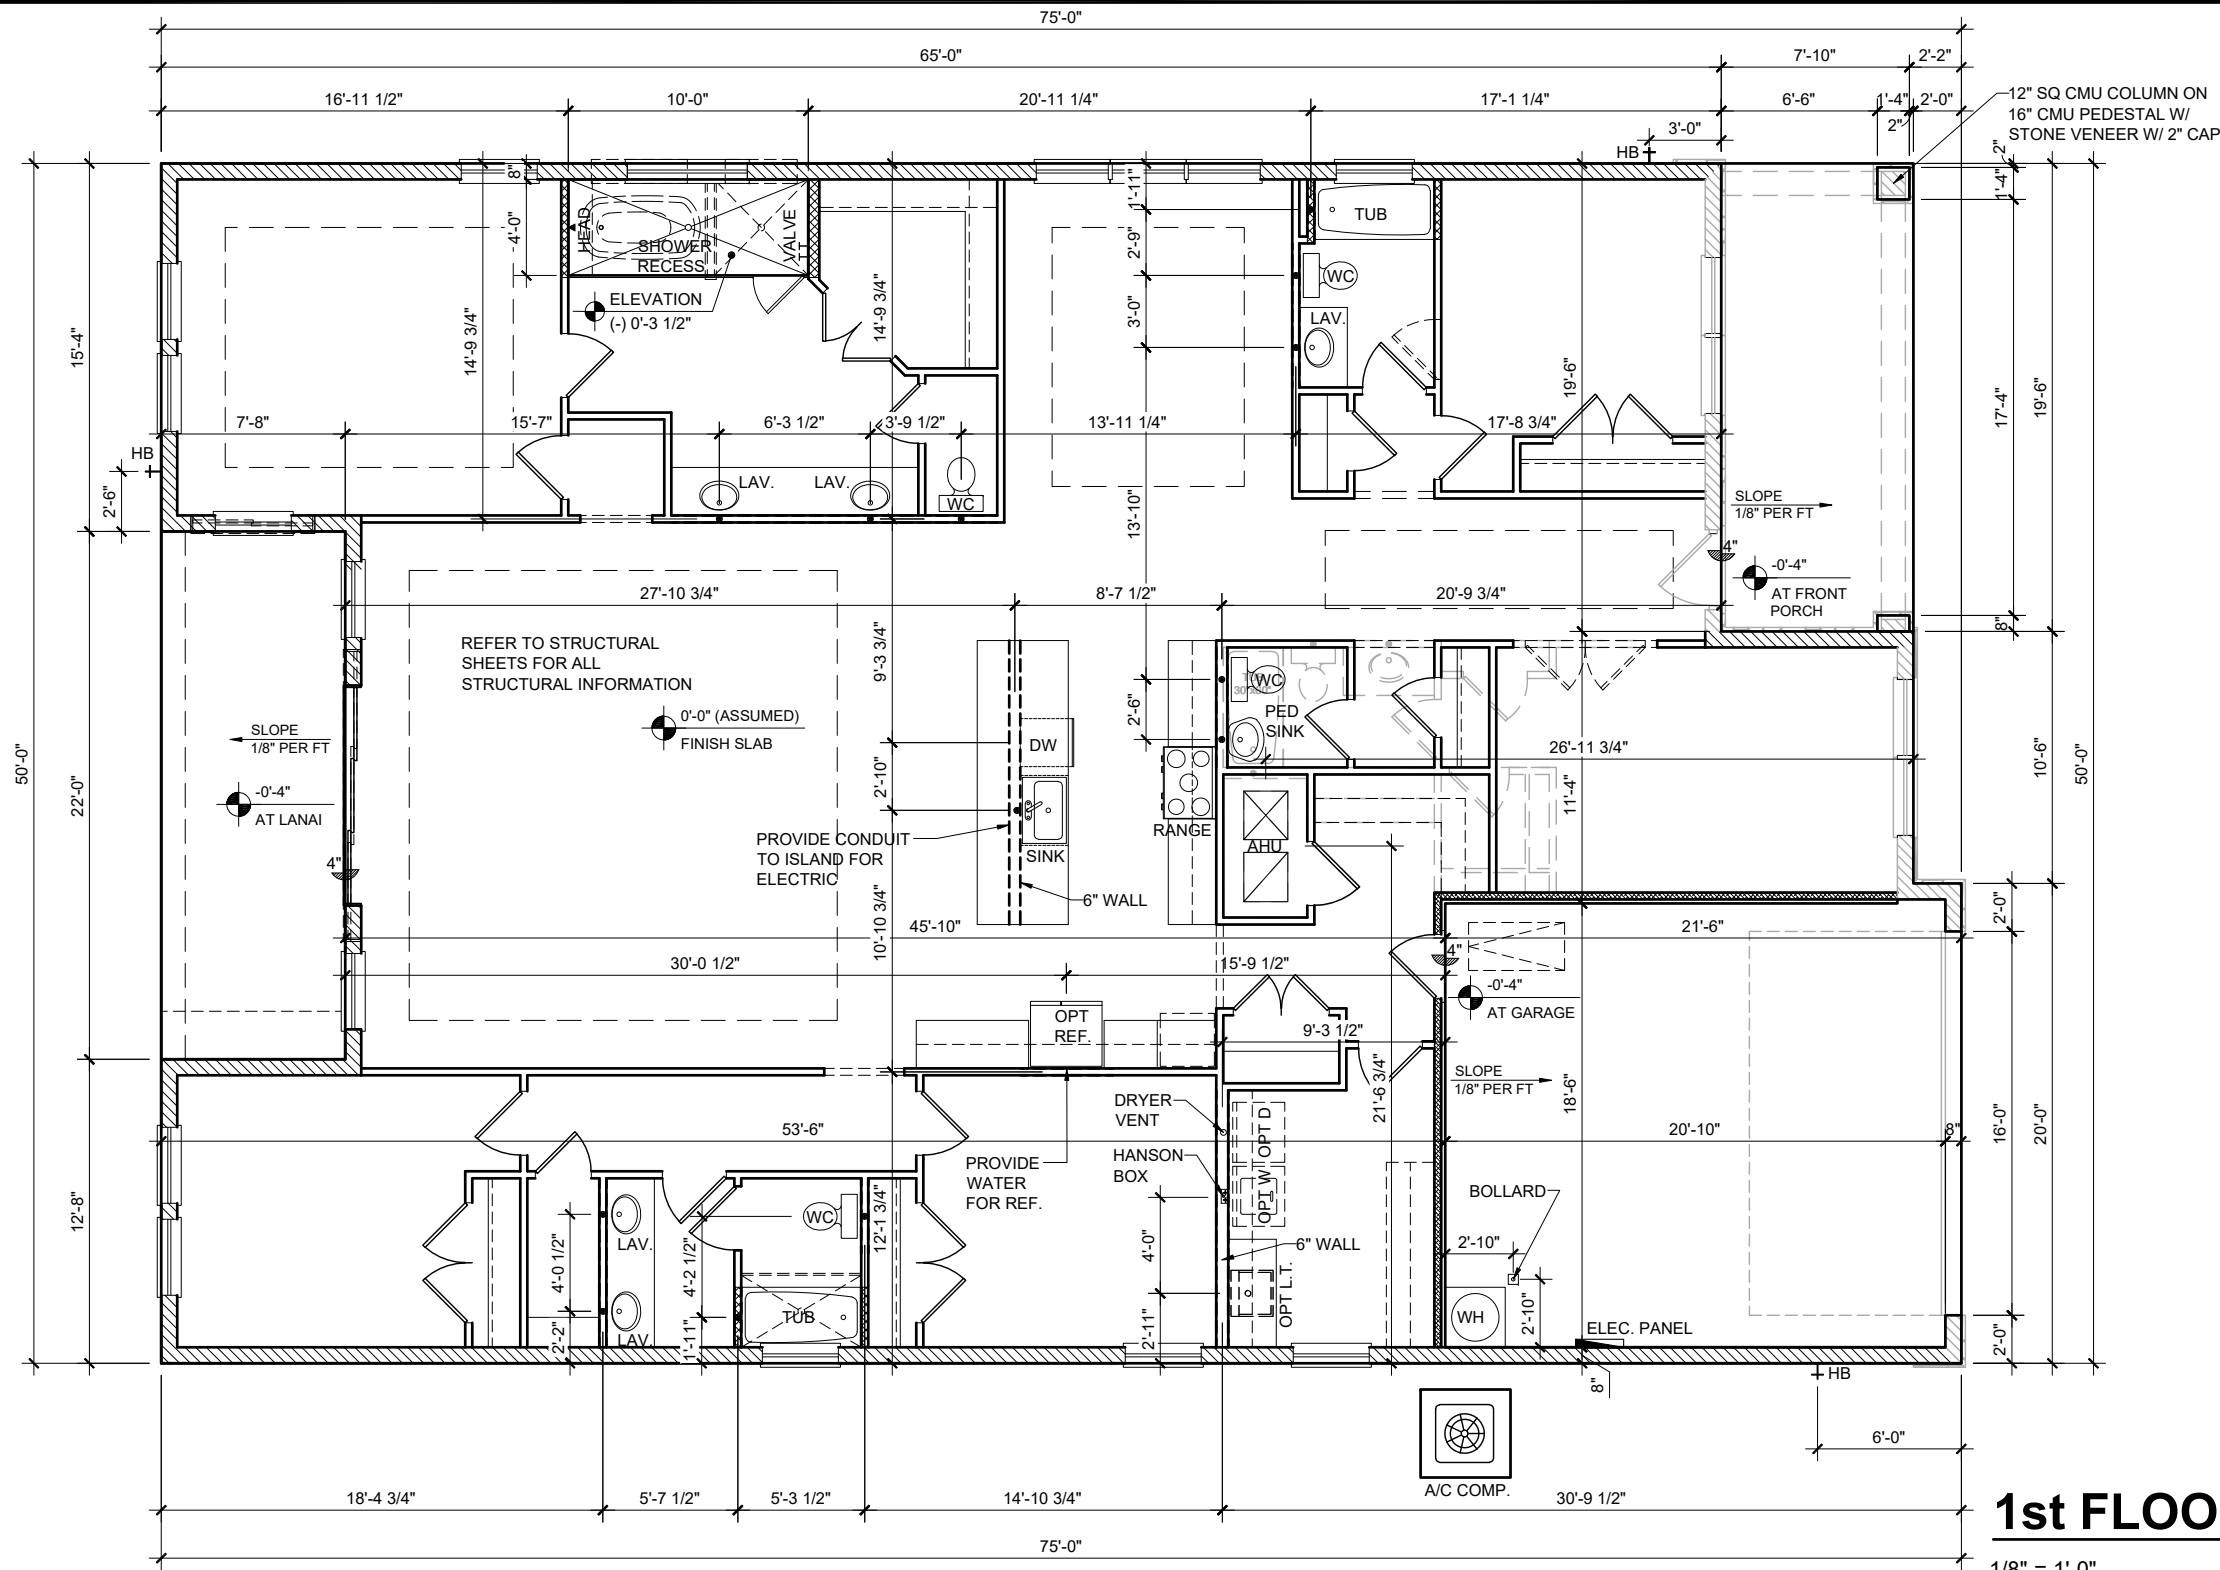 75'-0"
65'-0"
7'-10"
2'-2"
16'-11 1/2"
10'-0"
20'-11 1/4"
17'-1 1/4"
6'-6"
1'-4"
2'-0"
2"
3'-0"
HB
12" SQ CMU COLUMN ON
16" CMU PEDESTAL W/
STONE VENEER W/ 2" CAP
2"
1'-4"
8"
4'-0"
HEAD
SHOWER
RECESS
VALVE
ELEVATION
(-) 0'-3 1/2"
14'-9 3/4"
14'-9 3/4"
1'-11"
2'-9"
3'-0"
TUB
WC
LAV.
19'-6"
17'-4"
19'-6"
15'-4"
7'-8"
15'-7"
6'-3 1/2"
3'-9 1/2"
13'-11 1/4"
17'-8 3/4"
HB
2'-6"
LAV.
LAV.
WC
13'-10"
SLOPE
1/8" PER FT
4"
-0'-4"
AT FRONT
PORCH
8"
27'-10 3/4"
8'-7 1/2"
20'-9 3/4"
REFER TO STRUCTURAL
SHEETS FOR ALL
STRUCTURAL INFORMATION
9'-3 3/4"
0'-0" (ASSUMED)
FINISH SLAB
SLOPE
1/8" PER FT
-0'-4"
AT LANAI
4"
50'-0"
22'-0"
2'-10"
DW
SINK
PROVIDE CONDUIT
TO ISLAND FOR
ELECTRIC
6" WALL
2'-6"
RANGE
WC
TUB
30"x60"
PED
SINK
AHU
26'-11 3/4"
11'-4"
10'-6"
50'-0"
10'-10 3/4"
45'-10"
21'-6"
2'-0"
30'-0 1/2"
15'-9 1/2"
4"
-0'-4"
AT GARAGE
OPT
REF.
9'-3 1/2"
21'-6 3/4"
SLOPE
1/8" PER FT
18'-6"
DRYER
VENT
HANSON
BOX
OPT D
OPT W
53'-6"
20'-10"
8"
16'-0"
20'-0"
12'-8"
PROVIDE
WATER
FOR REF.
12'-1 3/4"
WC
LAV.
4'-0 1/2"
4'-2 1/2"
4'-0"
6" WALL
OPT L.T.
BOLLARD
2'-10"
2'-10"
WH
ELEC. PANEL
TUB
LAV.
2'-2"
1'-11"
2'-11"
8"
2'-0"
HB
6'-0"
A/C COMP.
18'-4 3/4"
5'-7 1/2"
5'-3 1/2"
14'-10 3/4"
30'-9 1/2"
75'-0"
1st FLOO
1/8" = 1'-0"